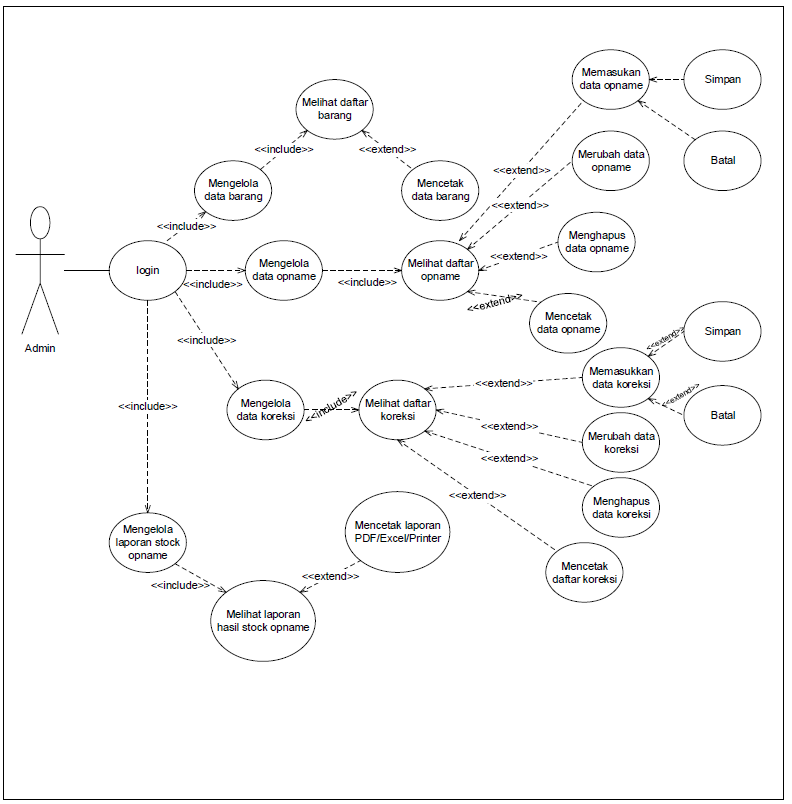 Memasukan
data opname
Simpan
Melihat daftar
barang
<<include>>
<<extend>>
Batal
Merubah data
opname
<<extend>>
Mengelola
data barang
Mencetak
data barang
<<extend>>
<<include>>
Menghapus
data opname
<<extend>>
login
Mengelola
data opname
Melihat daftar
opname
<<include>>
<<include>>
<<extend>>
Mencetak
data opname
Admin
<<include>>
Simpan
<<extend>>
Memasukkan
data koreksi
<<extend>>
<<extend>>
Mengelola
data koreksi
<<include>>
Melihat daftar
koreksi
Batal
<<include>>
<<extend>>
Merubah data
koreksi
<<extend>>
<<extend>>
Menghapus
data koreksi
Mengelola
laporan stock
opname
Mencetak laporan
PDF/Excel/Printer
Mencetak
daftar koreksi
<<include>>
<<extend>>
Melihat laporan
hasil stock opname